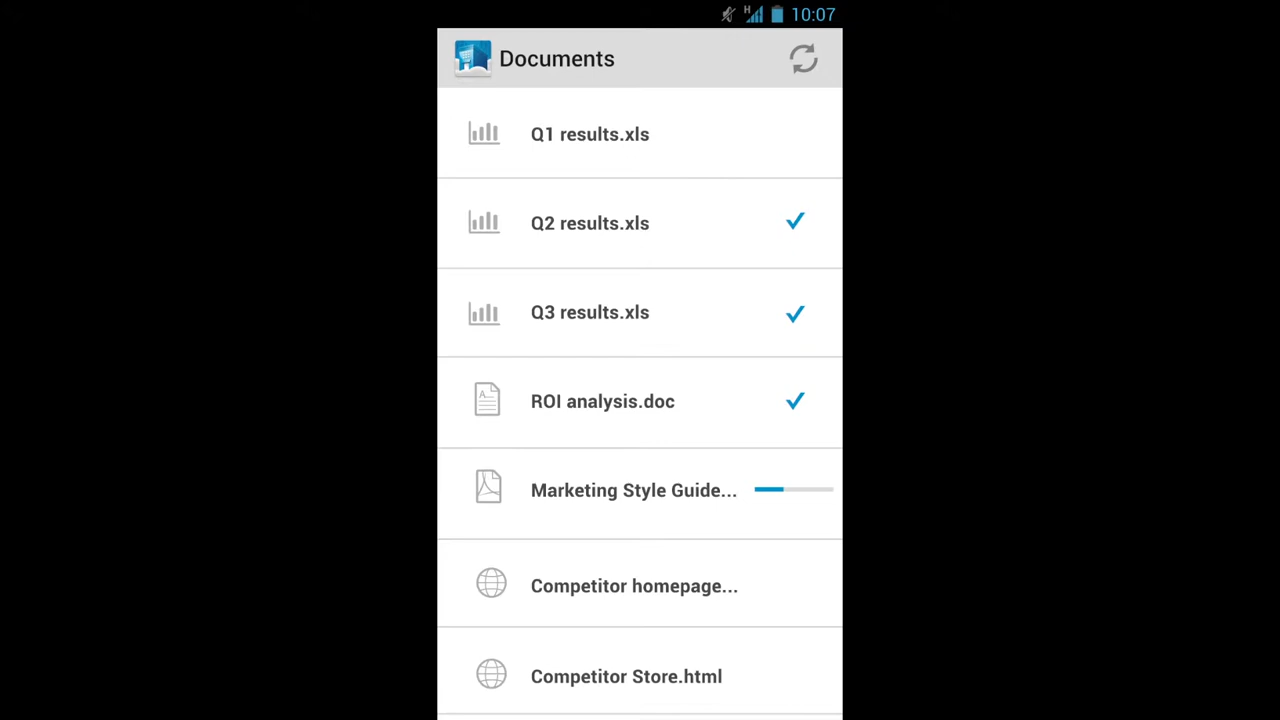 H 10:07
Documents
Q1 results.xls
Q2 results.xls
Q3 results.xls
A
ROI analysis.doc
Marketing Style Guide...
Competitor homepage...
Competitor Store.html